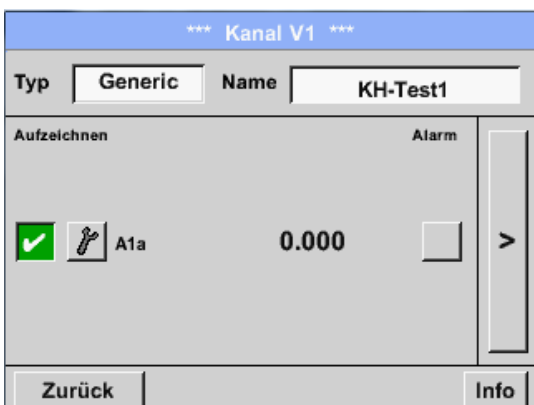 *** Kanal V1 ***
Typ Generic Name KH-Test1
Aufzeichnen Alarm
A1a 0.000 >
Zurück Info